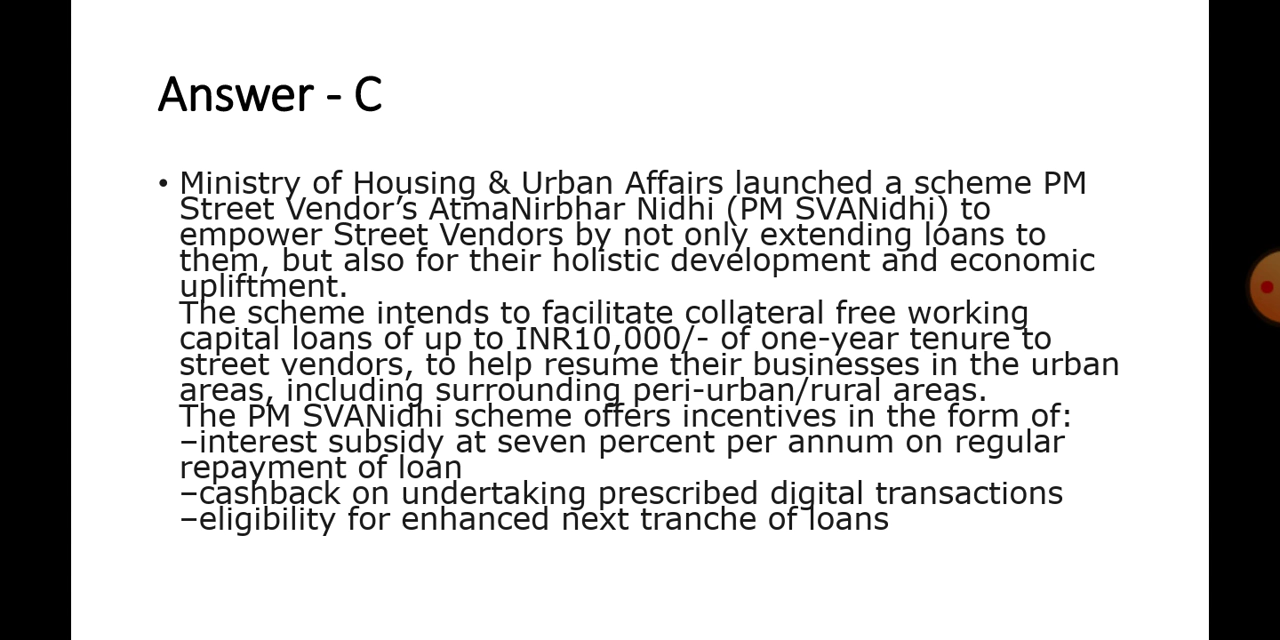 Answer - C
• Ministry of Housing & Urban Affairs launched a scheme PM
Street Vendor’s AtmaNirbhar Nidhi (PM SVANidhi) to
empower Street Vendors by not only extending loans to
them, but also for their holistic development and economic
upliftment.
The scheme intends to facilitate collateral free working
capital loans of up to INR10,000/- of one-year tenure to
street vendors, to help resume their businesses in the urban
areas, including surrounding peri-urban/rural areas.
The PM SVANidhi scheme offers incentives in the form of:
–interest subsidy at seven percent per annum on regular
repayment of loan
–cashback on undertaking prescribed digital transactions
–eligibility for enhanced next tranche of loans